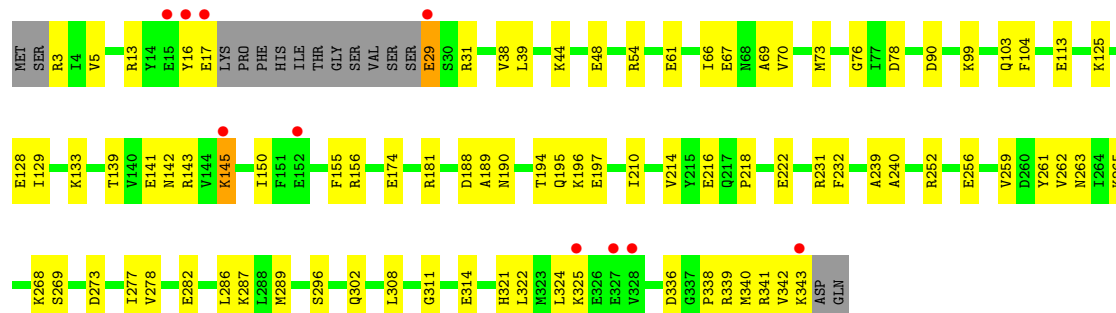 MET SER R3 I4 V5 R13 Y14 E15 Y16 E17 LYS PRO PHE HIS ILE THR GLY SER VAL SER SER E29 S30 R31 V38 L39 K44 E48 R54 E61 I66 E67 N68 A69 V70 M73 G76 I77 D78 D90 K99 Q103 F104 E113 K125
E128 I129 K133 T139 V140 E141 N142 R143 V144 K145 I150 F151 E152 F155 R156 E174 R181 D188 A189 N190 T194 Q195 K196 E197 I210 V214 Y215 E216 Q217 P218 E222 R231 F232 A239 A240 R252 E256 V259 D260 Y261 V262 N263 I264
K268 S269 D273 I277 V278 E282 L286 K287 L288 M289 S296 Q302 L308 G311 E314 H321 L322 M323 L324 K325 E326 E327 V328 D336 G337 P338 R339 M340 R341 V342 K343 ASP GLN